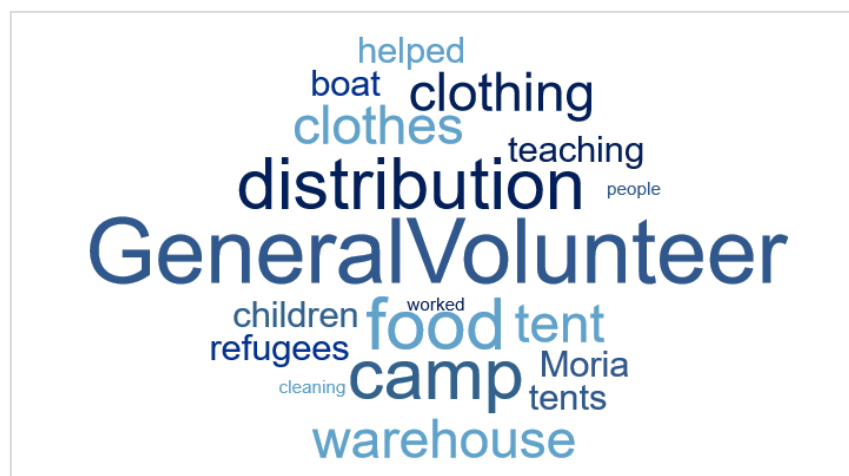 helped
boat clothing
clothes
teaching
distribution people
GeneralVolunteer
children food worked tent
refugees
camp Moria
cleaning tents
warehouse